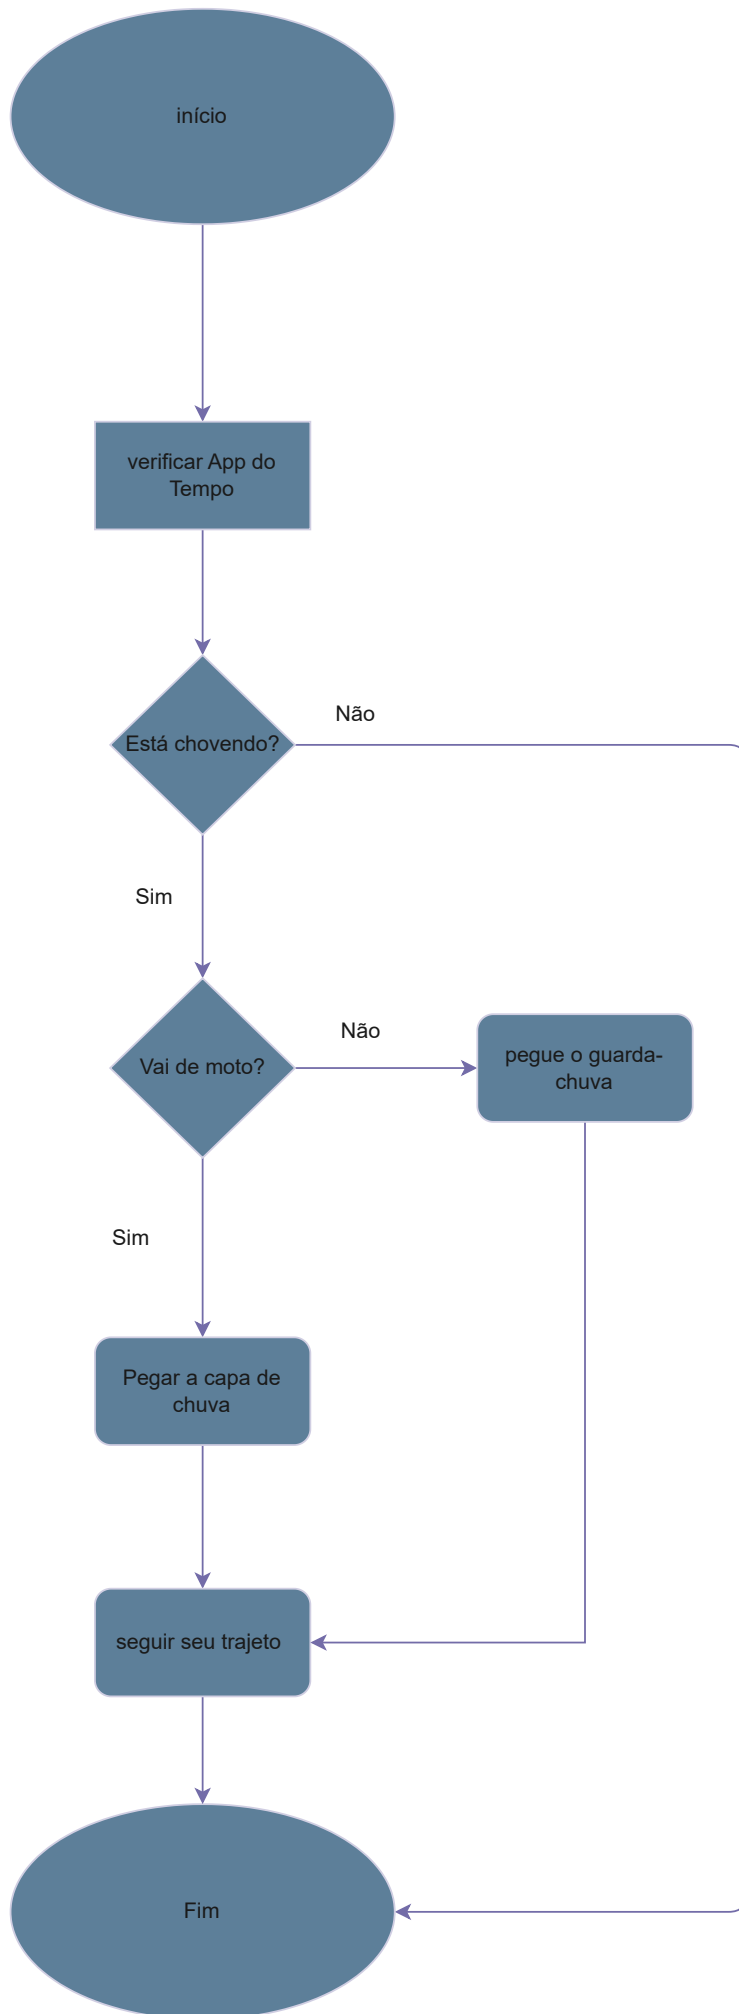 início
verificar App do
Tempo
Está chovendo?
Não
Sim
Vai de moto?
Não
pegue o guarda-
chuva
Sim
Pegar a capa de
chuva
seguir seu trajeto
Fim